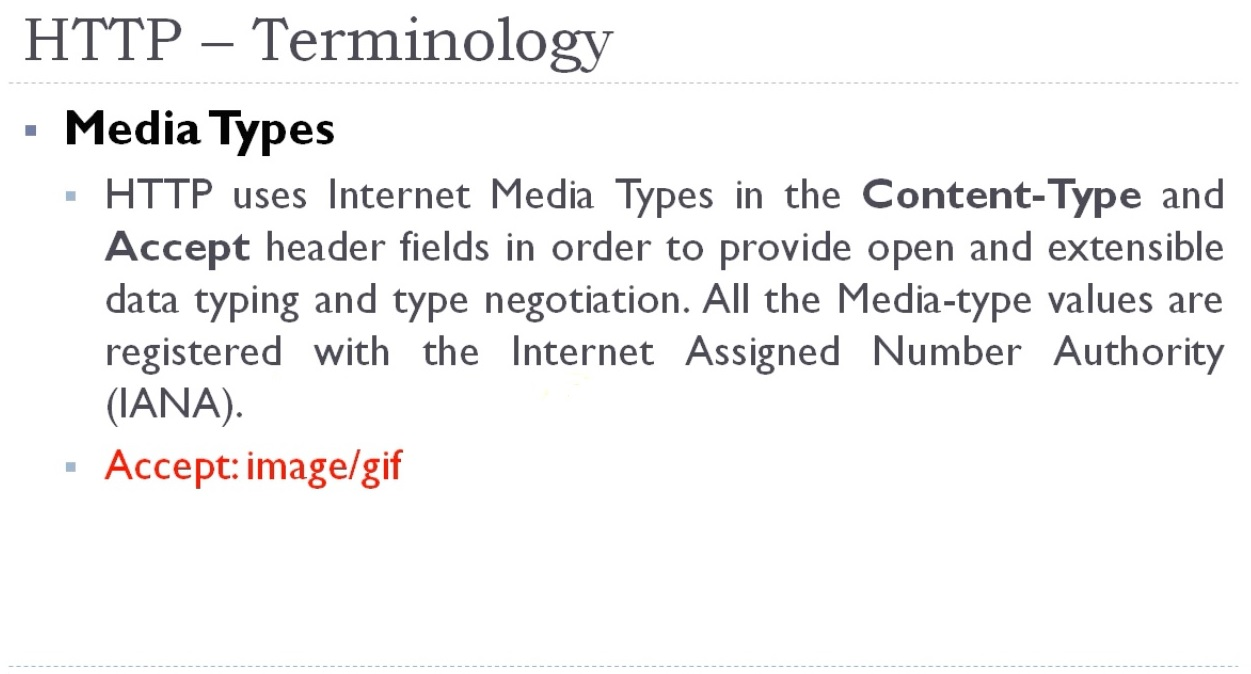 HTTP – Terminology
Media Types
HTTP uses Internet Media Types in the Content-Type and
Accept header fields in order to provide open and extensible
data typing and type negotiation. All the Media-type values are
registered with the Internet Assigned Number Authority
(IANA).
Accept: image/gif